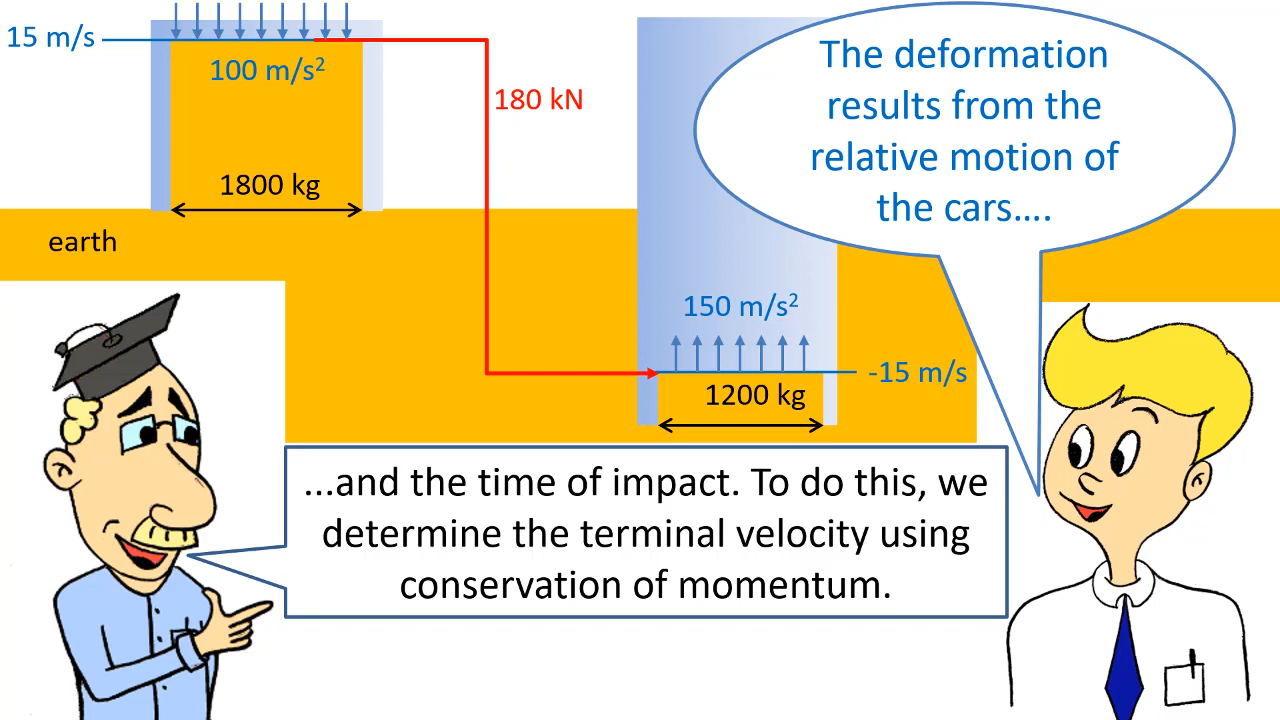 15 m/s
100 m/s²
180 kN
1800 kg
earth
The deformation
results from the
relative motion of
the cars….
150 m/s²
-15 m/s
1200 kg
...and the time of impact. To do this, we
determine the terminal velocity using
conservation of momentum.